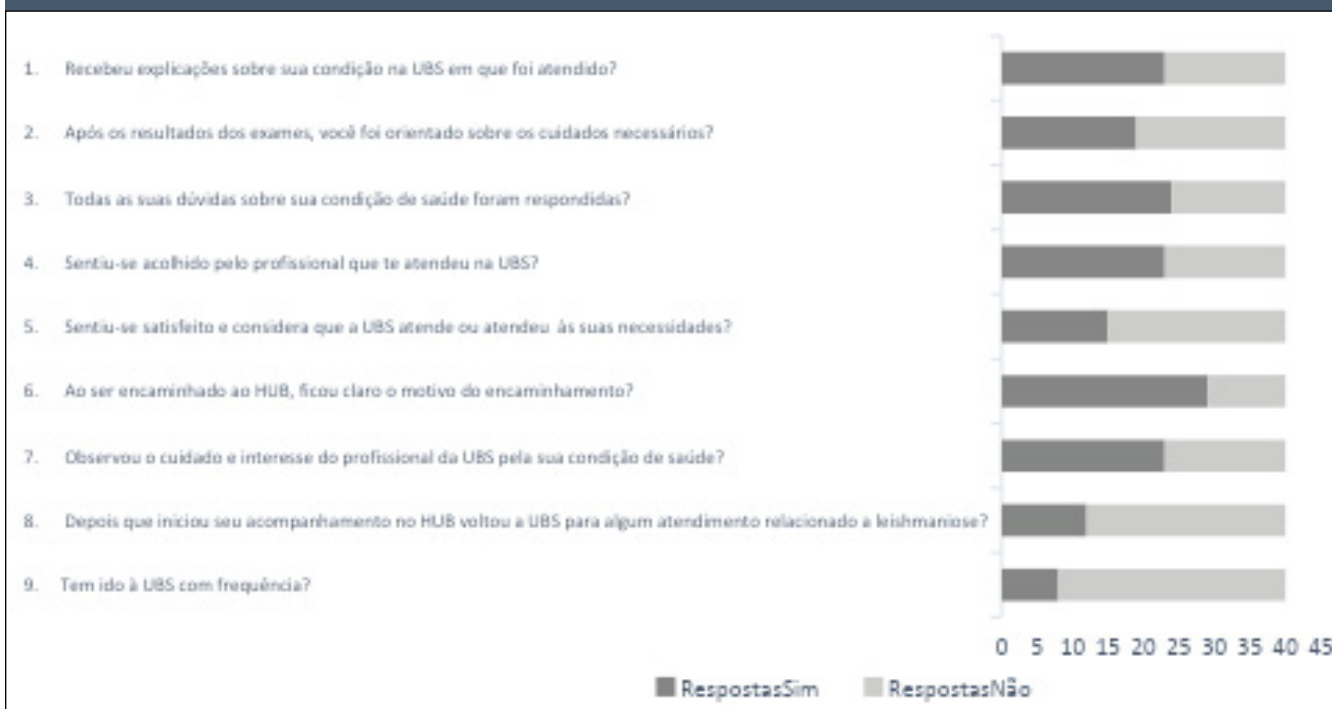 1. Recebeu explicações sobre sua condição na UBS em que foi atendido?
2. Após os resultados dos exames, você foi orientado sobre os cuidados necessários?
3. Todas as suas dúvidas sobre sua condição de saúde foram respondidas?
4. Sentiu-se acolhido pelo profissional que te atendeu na UBS?
5. Sentiu-se satisfeito e considera que a UBS atende ou atendeu às suas necessidades?
6. Ao ser encaminhado ao HUB, ficou claro o motivo do encaminhamento?
7. Observou o cuidado e interesse do profissional da UBS pela sua condição de saúde?
8. Depois que iniciou seu acompanhamento no HUB voltou a UBS para algum atendimento relacionado a leishmaniose?
9. Tem ido à UBS com frequência?
0 5 10 15 20 25 30 35 40 45
RespostasSim RespostasNão